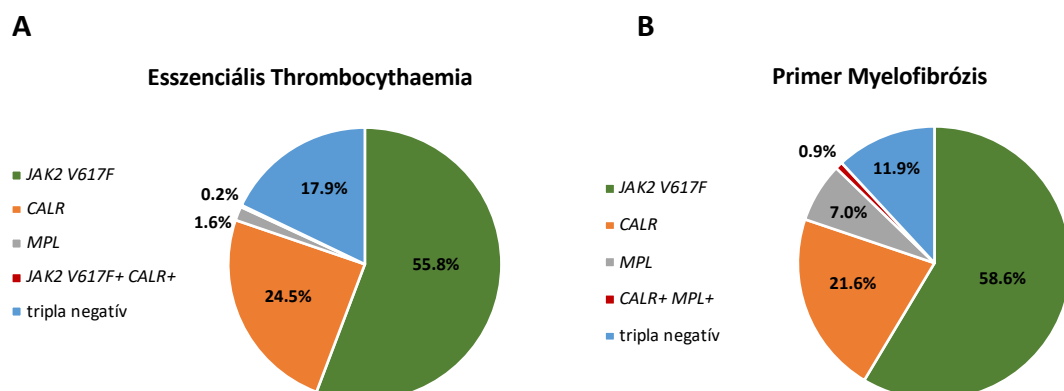 A
Esszenciális Thrombocythaemia
JAK2 V617F
CALR
MPL
JAK2 V617F+ CALR+
tripla negatív
0.2%
1.6%
17.9%
24.5%
55.8%
B
Primer Myelofibrózis
JAK2 V617F
CALR
MPL
CALR+ MPL+
tripla negatív
0.9%
11.9%
7.0%
21.6%
58.6%